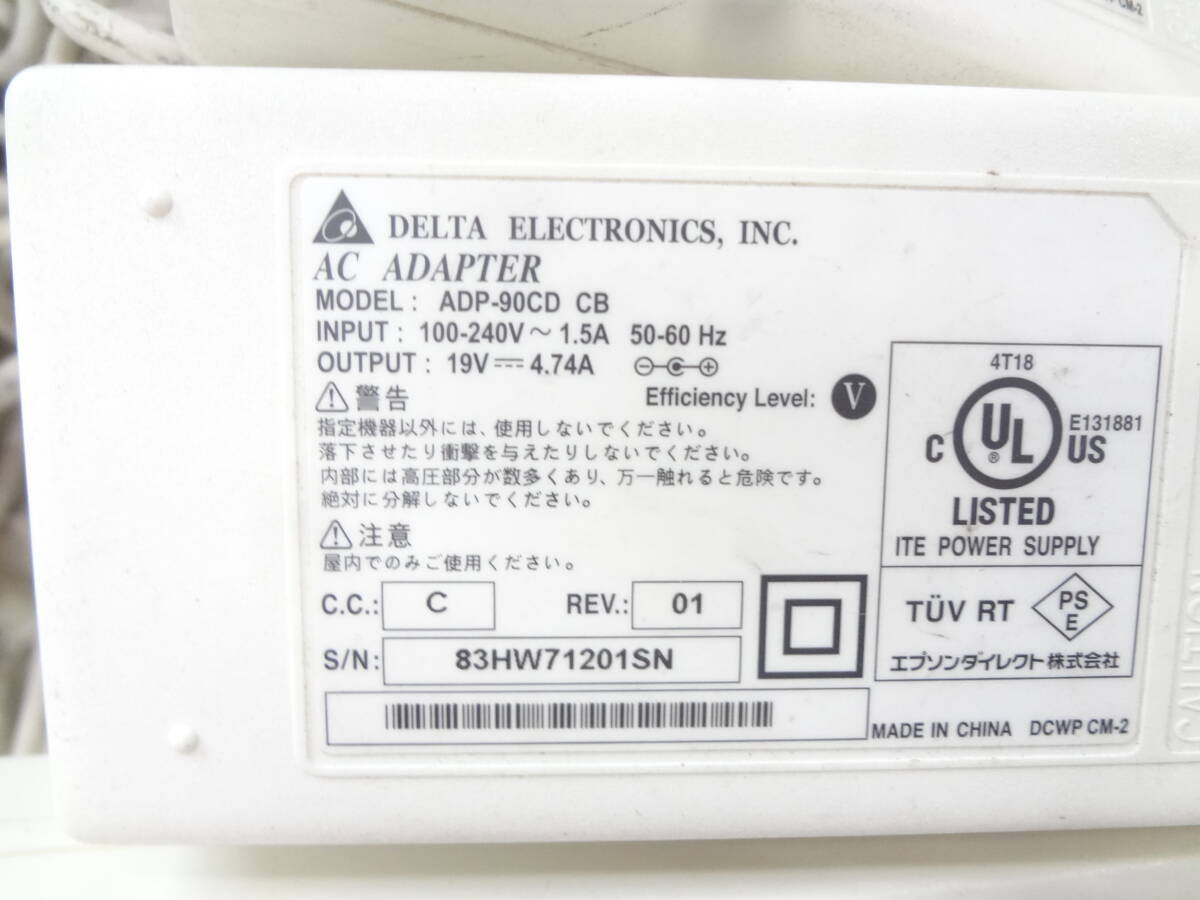 P CM-2
DELTA ELECTRONICS, INC.
AC ADAPTER
MODEL : ADP-90CD CB
INPUT : 100-240V ~ 1.5A 50-60 Hz
OUTPUT : 19V ⎓ 4.74A
Efficiency Level: V
警告
指定機器以外には、使用しないでください。
落下させたり衝撃を与えたりしないでください。
内部には高圧部分が数多くあり、万一触れると危険です。
絶対に分解しないでください。
注意
屋内でのみご使用ください。
C.C.: C REV.: 01
S/N: 83HW71201SN
4T18
C UL ® US E131881
LISTED
ITE POWER SUPPLY
TÜV RT PS E
エプソンダイレクト株式会社
MADE IN CHINA DCWP CM-2